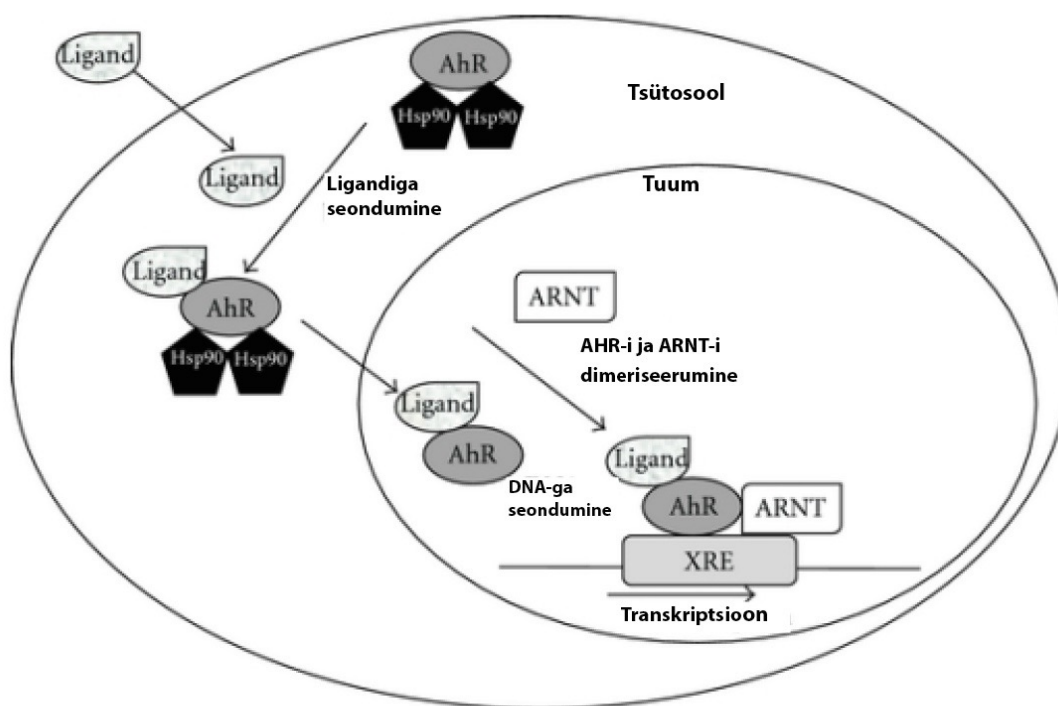 Ligand
AhR
Hsp90 Hsp90
Tsütosool
Ligand
Ligandiga
seondumine
Tuum
Ligand
AhR
Hsp90 Hsp90
ARNT
AHR-i ja ARNT-i
dimeriseerumine
Ligand
AhR
DNA-ga
seondumine
Ligand
AhR
ARNT
XRE
Transkriptsioon